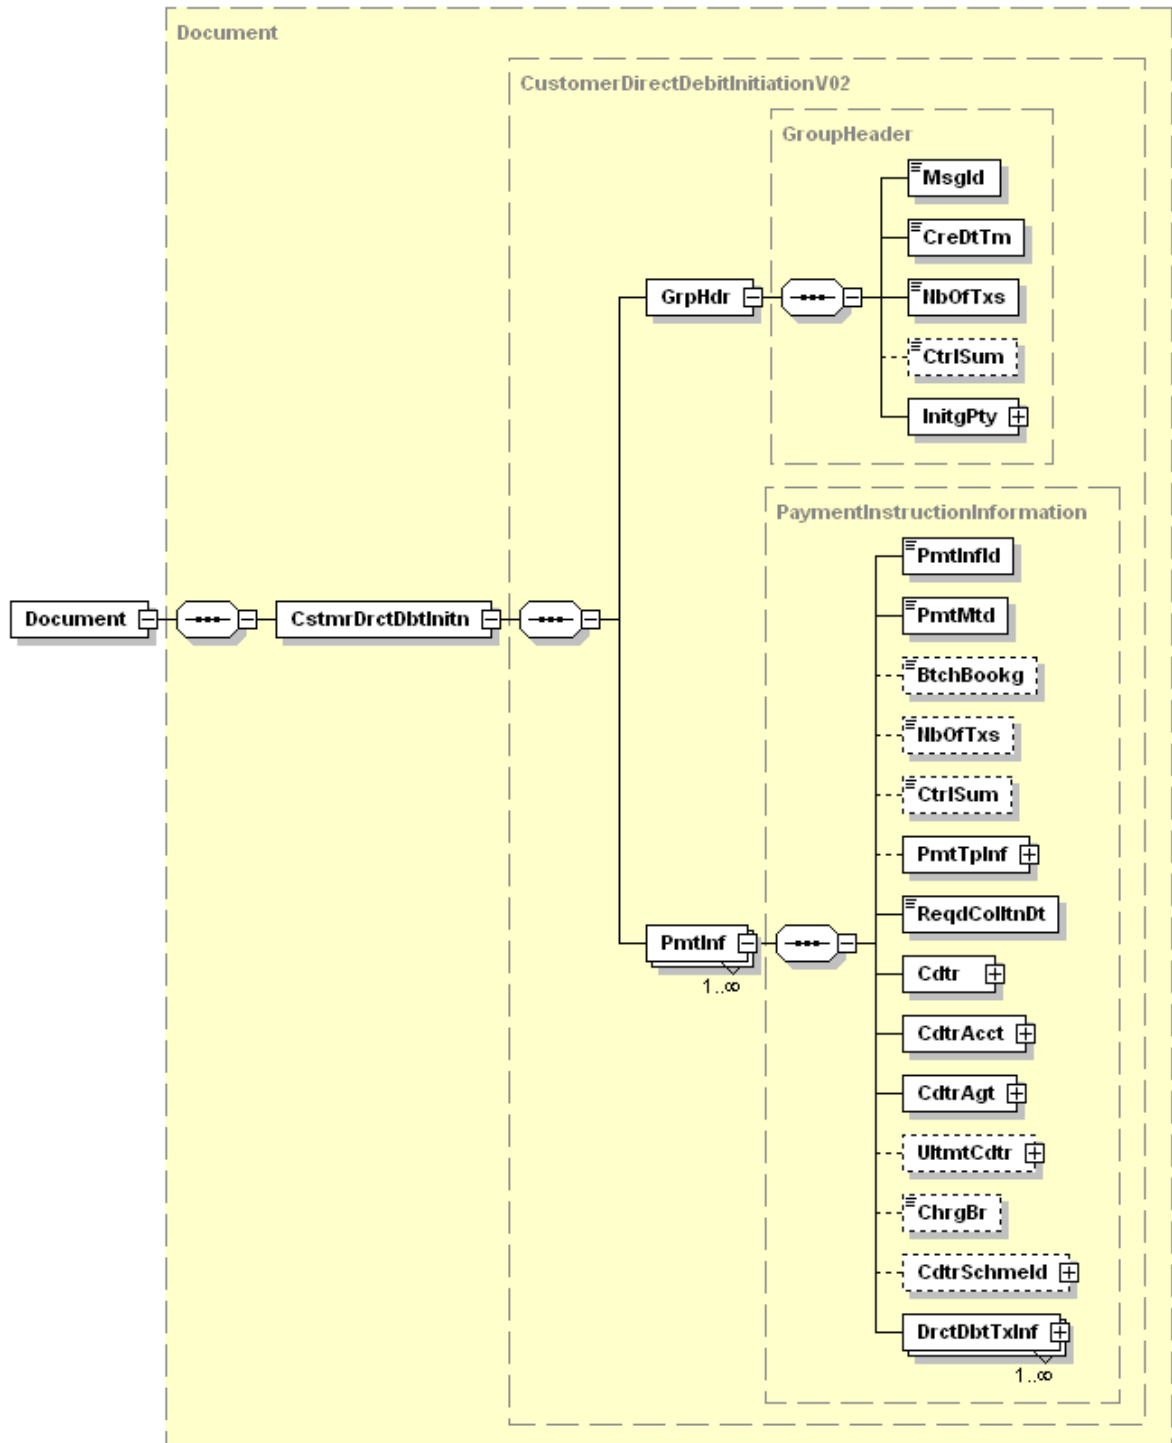 Document
CustomerDirectDebitInitiationV02
GroupHeader
MsgId
CreDtTm
GrpHdr
NbOfTxs
CtrlSum
InitgPty
PaymentInstructionInformation
PmtInfId
Document
CstmrDrctDbtInitn
PmtMtd
BtchBookg
NbOfTxs
CtrlSum
PmtTpInf
ReqdColltnDt
PmtInf
1..∞
Cdtr
CdtrAcct
CdtrAgt
UltmtCdtr
ChrgBr
CdtrSchmeId
DrctDbtTxInf
1..∞